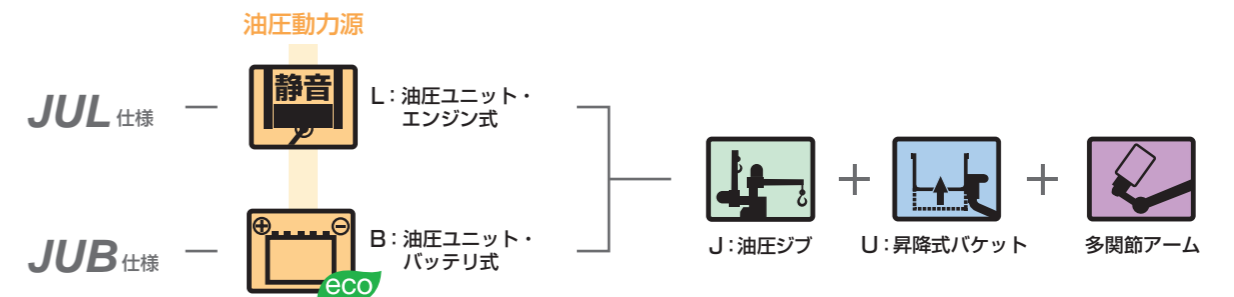 油圧動力源
JUL仕様
静音
L:油圧ユニット・
エンジン式
JUB仕様
⊕ ⊖
eco
B:油圧ユニット・
バッテリ式
J:油圧ジブ
+
U:昇降式バケット
+
多関節アーム